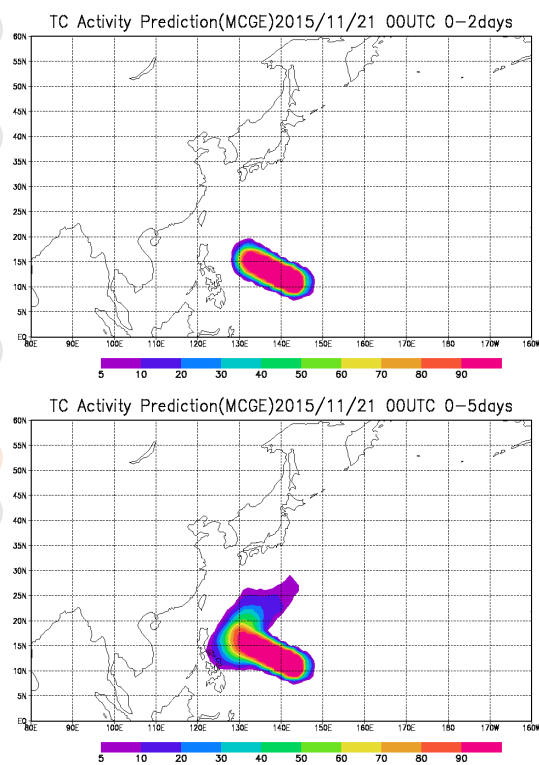 TC Activity Prediction(MCGE)2015/11/21 00UTC 0-2days
60N
55N
50N
45N
40N
35N
30N
25N
20N
15N
10N
5N
EQ
80E 90E 100E 110E 120E 130E 140E 150E 160E 170E 180 170W 160W
5 10 20 30 40 50 60 70 80 90
TC Activity Prediction(MCGE)2015/11/21 00UTC 0-5days
60N
55N
50N
45N
40N
35N
30N
25N
20N
15N
10N
5N
EQ
80E 90E 100E 110E 120E 130E 140E 150E 160E 170E 180 170W 160W
5 10 20 30 40 50 60 70 80 90